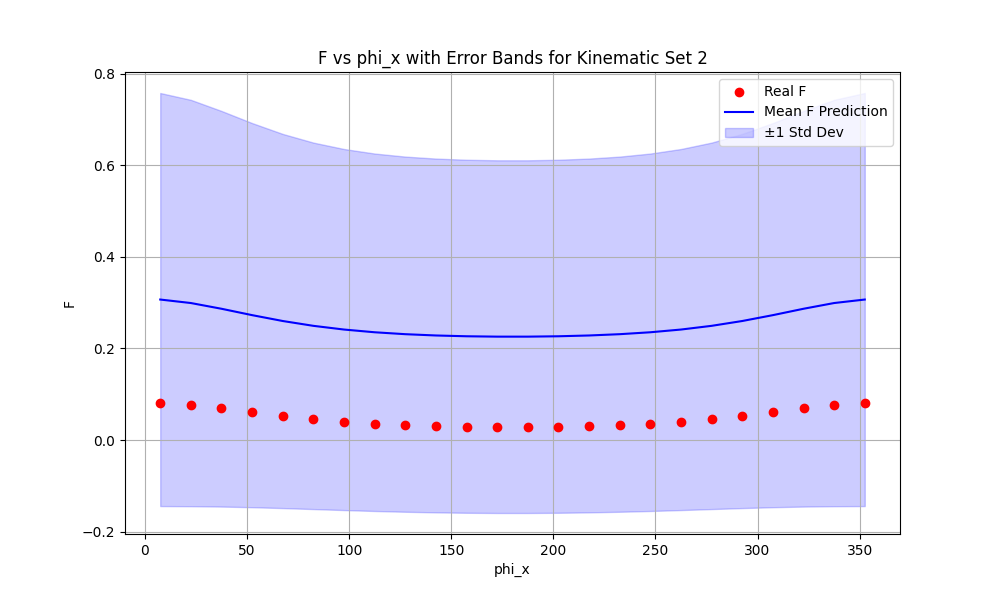 F vs phi_x with Error Bands for Kinematic Set 2
Real F
Mean F Prediction
±1 Std Dev
F
0.8
0.6
0.4
0.2
0.0
−0.2
0 50 100 150 200 250 300 350
phi_x